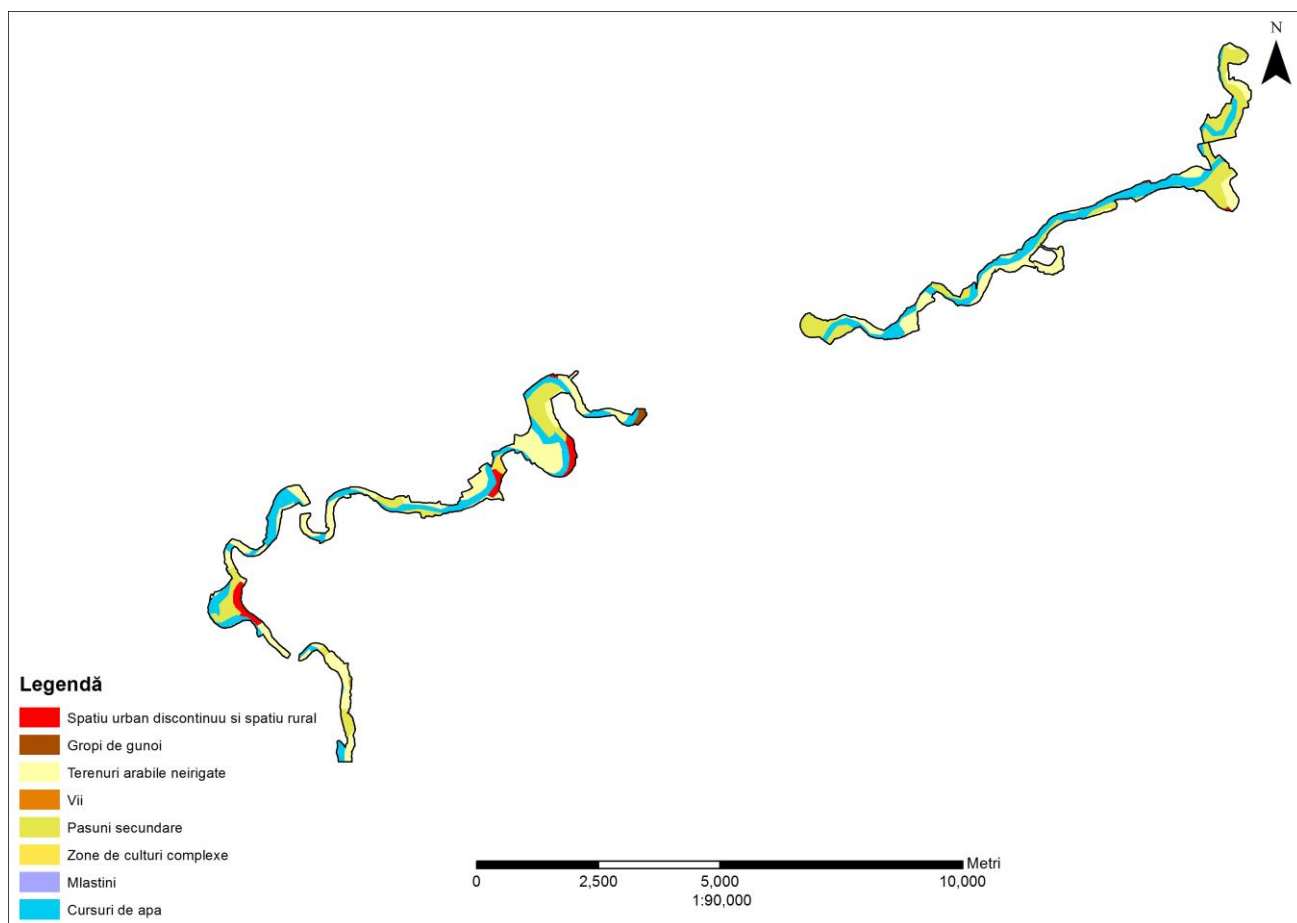 N
Legendă
Spatiu urban discontinuu si spatiu rural
Gropi de gunoi
Terenuri arabile neirigate
Vii
Pasuni secundare
Zone de culturi complexe
Mlastini
Cursuri de apa
Metri
0 2,500 5,000 10,000
1:90,000